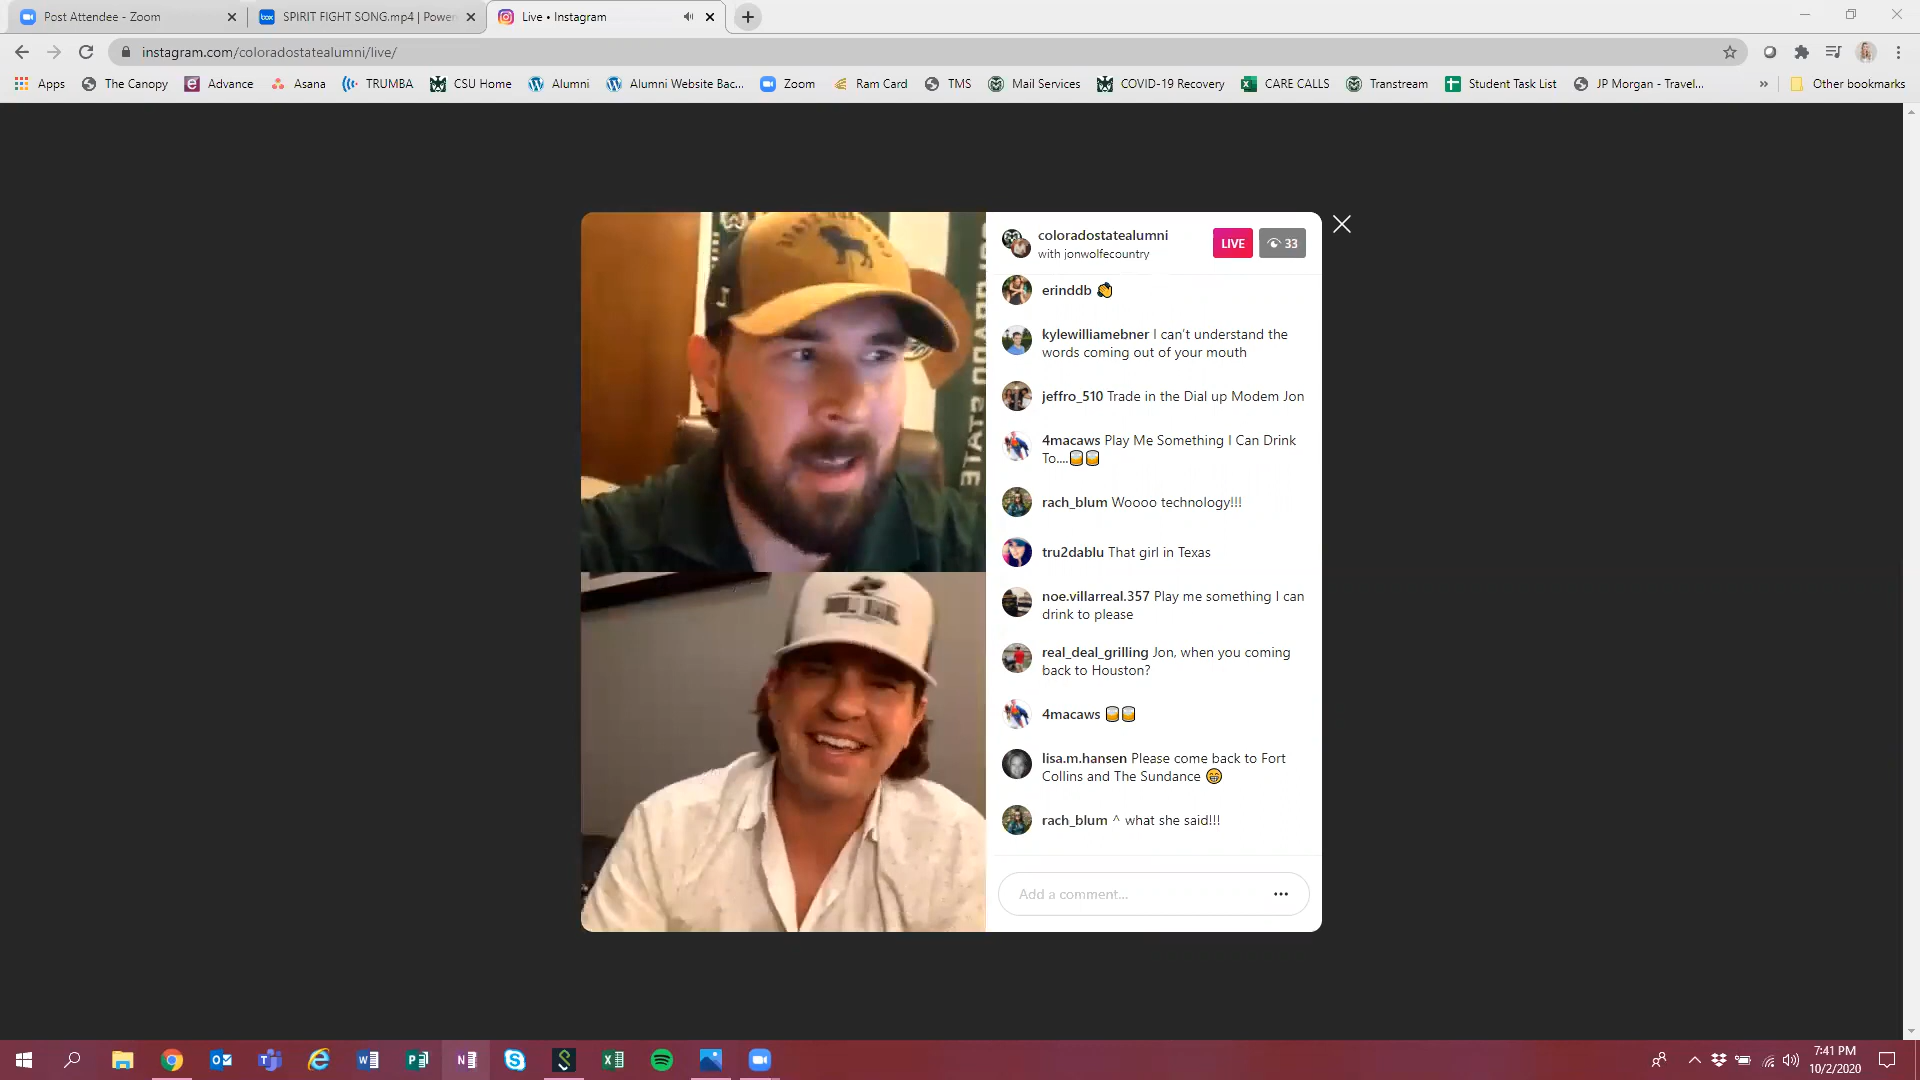 Post Attendee - Zoom
SPIRIT FIGHT SONG.mp4 | Power
Live • Instagram
instagram.com/coloradostatealumni/live/
Apps
The Canopy
Advance
Asana
TRUMBA
CSU Home
Alumni
Alumni Website Bac...
Zoom
Ram Card
TMS
Mail Services
COVID-19 Recovery
CARE CALLS
Transtream
Student Task List
JP Morgan - Travel...
»
Other bookmarks
coloradostatealumni
with jonwolfecountry
LIVE
33
erinddb 👏
kylewilliamebner I can't understand the
words coming out of your mouth
jeffro_510 Trade in the Dial up Modem Jon
4macaws Play Me Something I Can Drink
To....🥃🥃
rach_blum Woooo technology!!!
tru2dablu That girl in Texas
noe.villarreal.357 Play me something I can
drink to please
real_deal_grilling Jon, when you coming
back to Houston?
4macaws 🥃🥃
lisa.m.hansen Please come back to Fort
Collins and The Sundance 😁
rach_blum ^ what she said!!!
Add a comment...
STATE
7:41 PM
10/2/2020